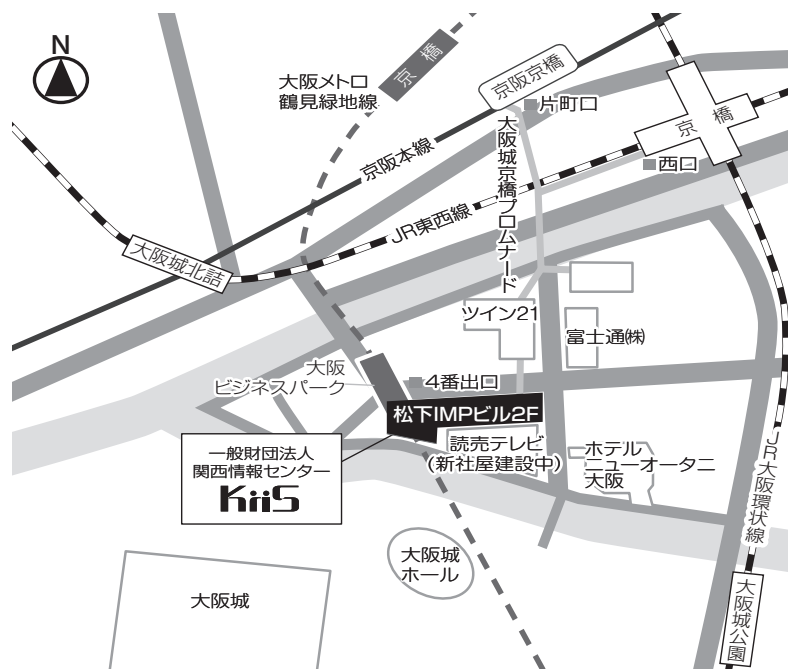 N
大阪メトロ
鶴見緑地線
京橋
京阪京橋
片町口
京橋
西口
京阪本線
大阪城京橋プロムナード
JR東西線
大阪城北詰
ツイン21
富士通㈱
大阪
ビジネスパーク
4番出口
松下IMPビル2F
一般財団法人
関西情報センター
KiiS
読売テレビ
(新社屋建設中)
ホテル
ニューオータニ
大阪
JR大阪環状線
大阪城
ホール
大阪城
大阪城公園